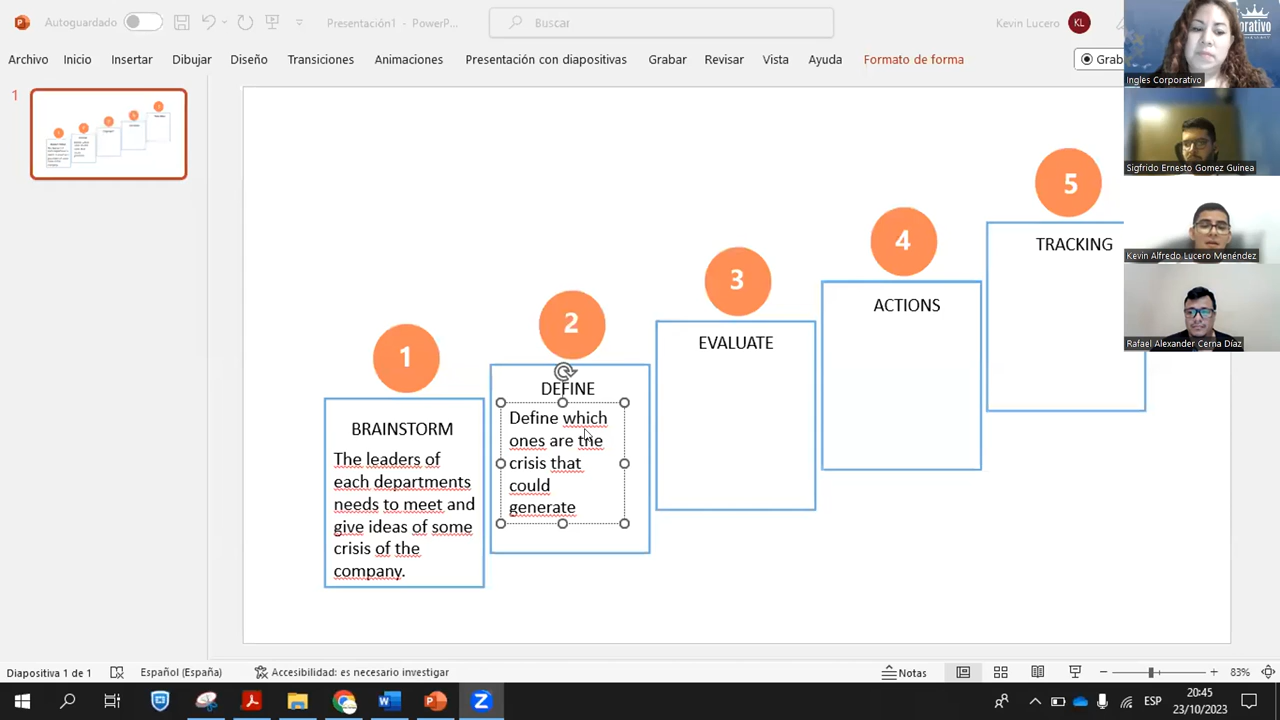 Autoguardado
Presentación1 - PowerP...
Buscar
Kevin Lucero
KL
Archivo Inicio Insertar Dibujar Diseño Transiciones Animaciones Presentación con diapositivas Grabar Revisar Vista Ayuda Formato de forma
Grab
1
1
BRAINSTORM
The leaders of
each departments
needs to meet and
give ideas of some
crisis of the
company.
2
DEFINE
Define which
ones are the
crisis that
could
generate
3
EVALUATE
4
ACTIONS
5
TRACKING
orativo
Ingles Corporativo
Sigfrido Ernesto Gomez Guinea
Kevin Alfredo Lucero Menéndez
Rafael Alexander Cerna Díaz
Diapositiva 1 de 1
Español (España)
Accesibilidad: es necesario investigar
Notas
83%
ESP
20:45
23/10/2023